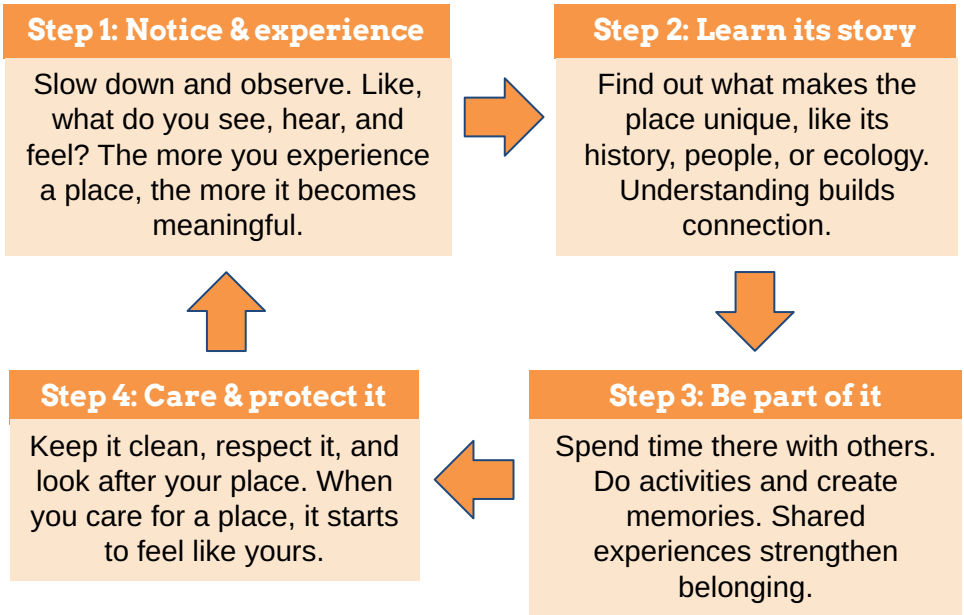 Step 1: Notice & experience
Slow down and observe. Like,
what do you see, hear, and
feel? The more you experience
a place, the more it becomes
meaningful.
Step 2: Learn its story
Find out what makes the
place unique, like its
history, people, or ecology.
Understanding builds
connection.
Step 3: Be part of it
Spend time there with others.
Do activities and create
memories. Shared
experiences strengthen
belonging.
Step 4: Care & protect it
Keep it clean, respect it, and
look after your place. When
you care for a place, it starts
to feel like yours.